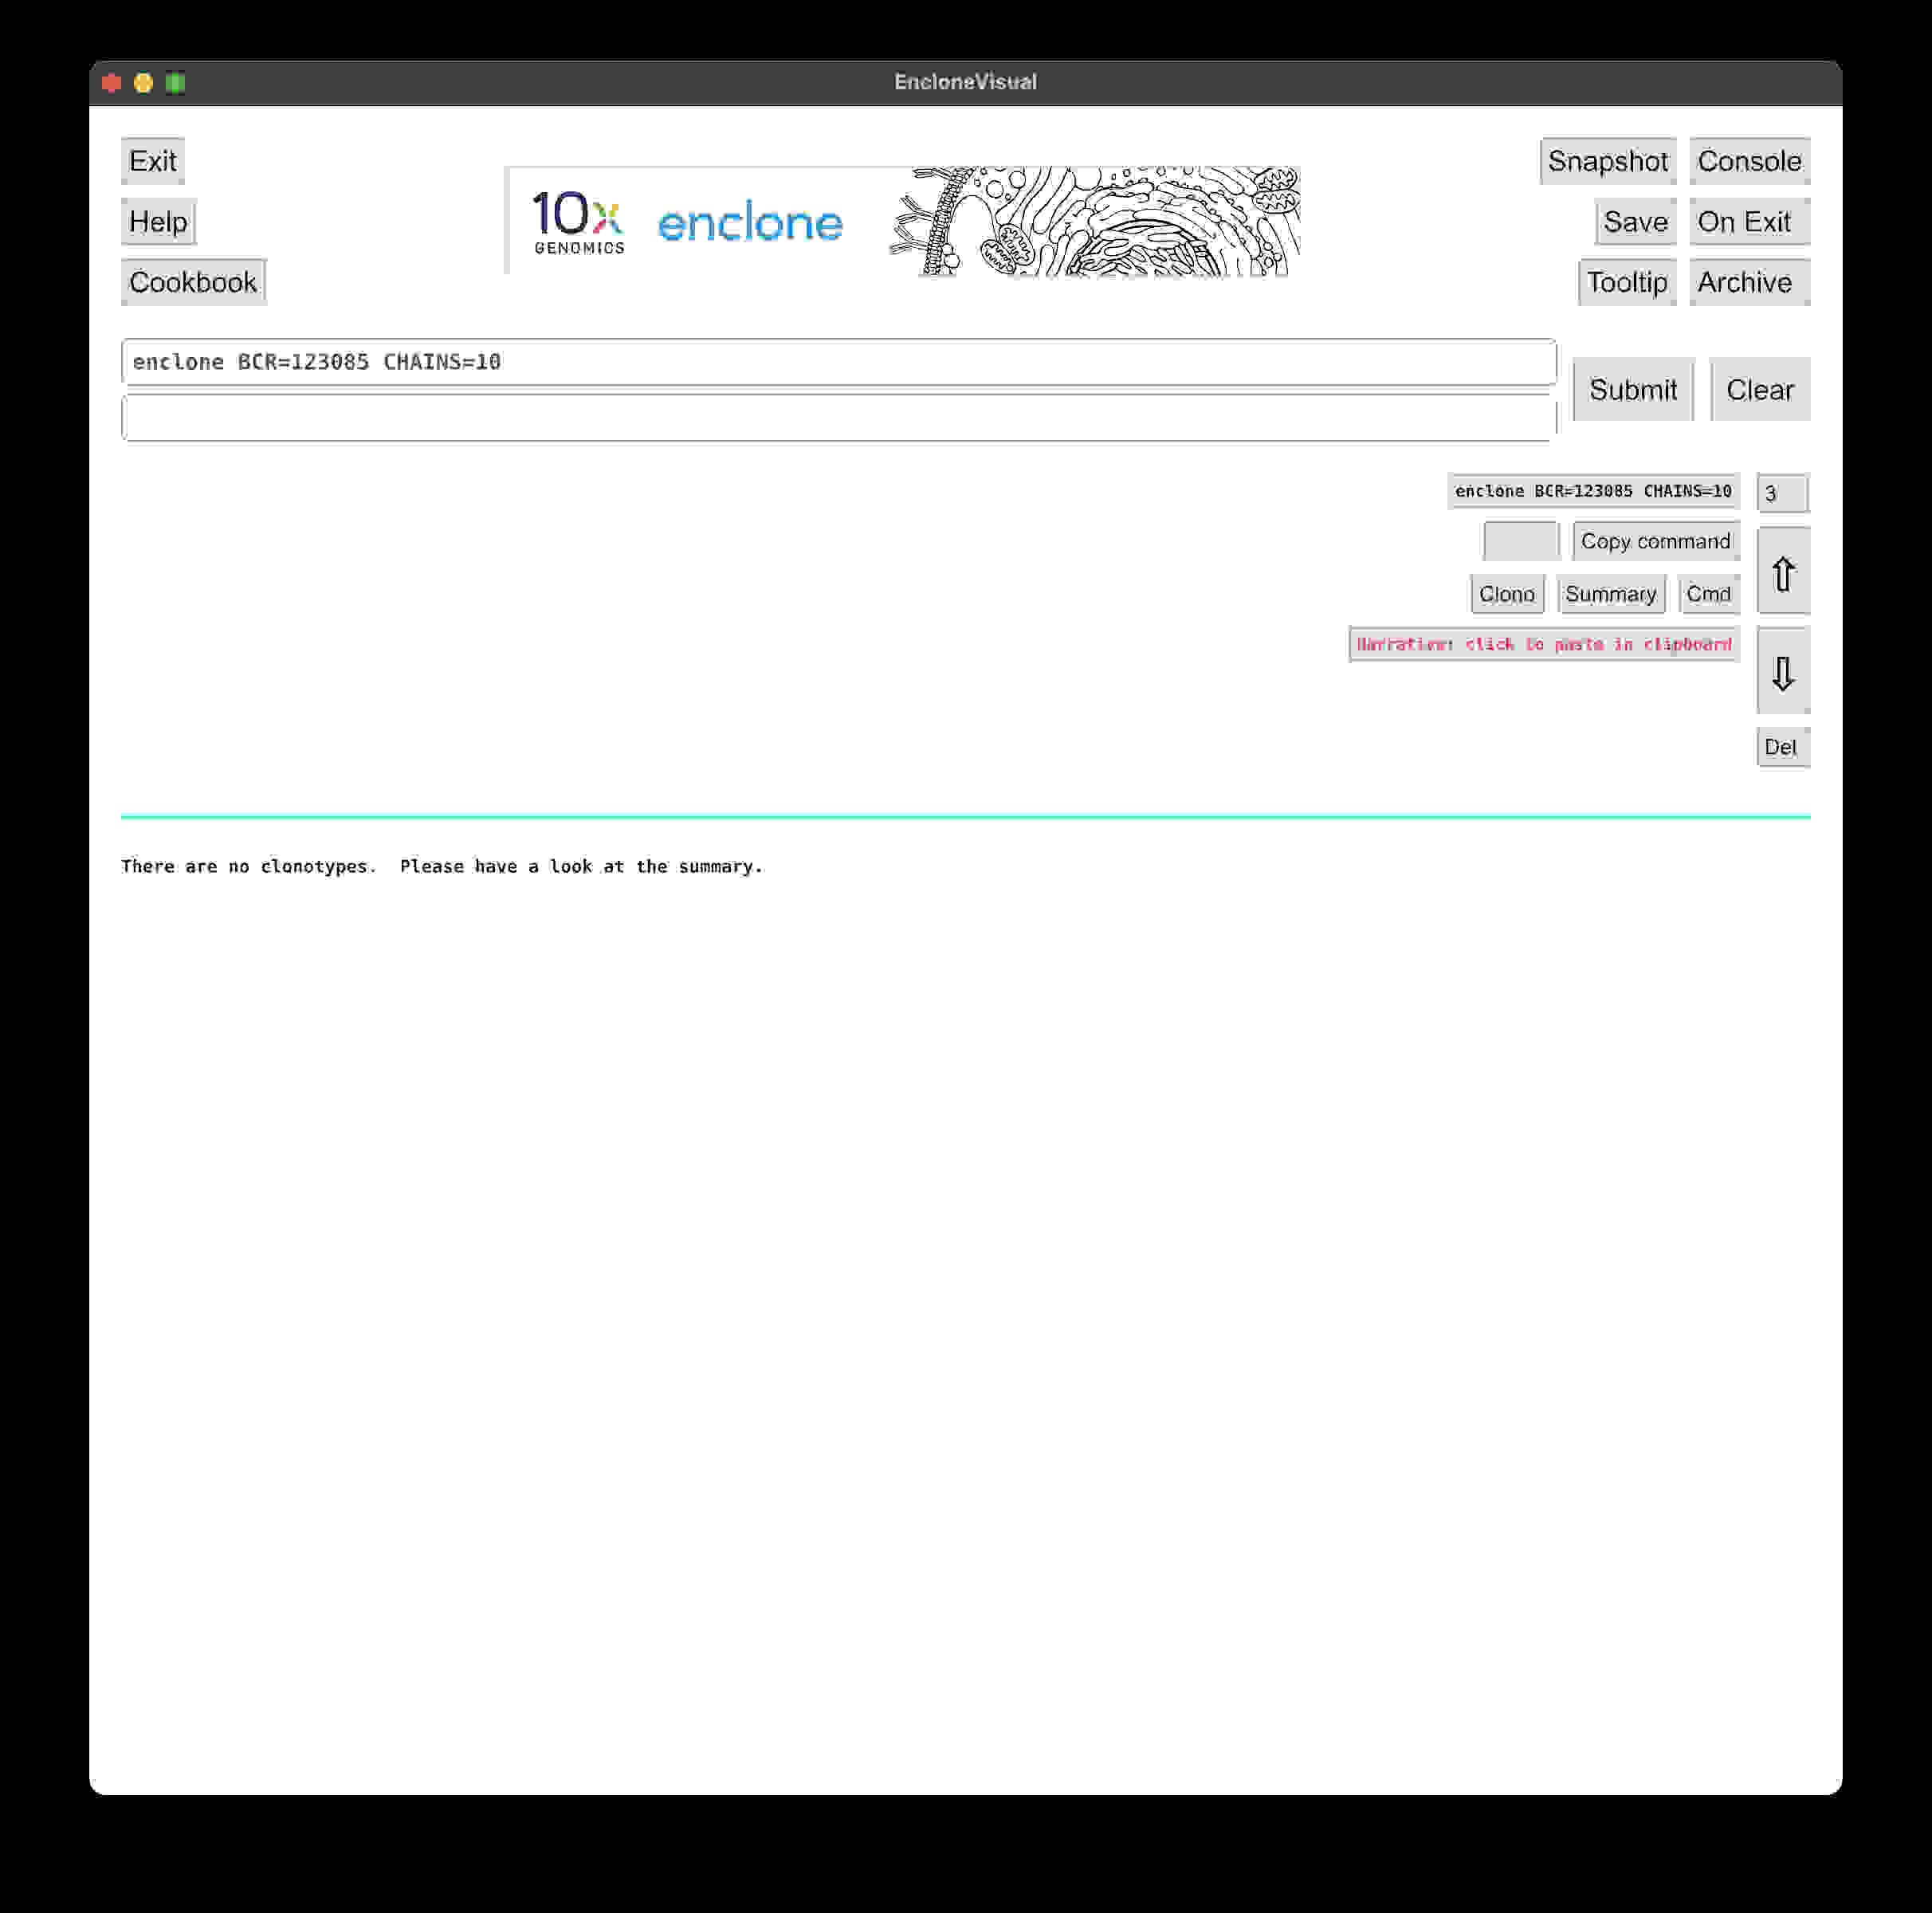 EncloneVisual
Exit
Snapshot Console
10x enclone
GENOMICS
Help
Save On Exit
Cookbook
Tooltip Archive
enclone BCR=123085 CHAINS=10
Submit Clear
enclone BCR=123085 CHAINS=10 3
Copy command
⇧
Clono Summary Cmd
Narration: click to paste in clipboard
⇩
Del
There are no clonotypes.  Please have a look at the summary.